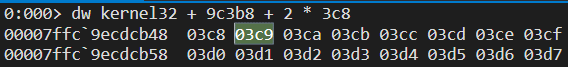 0:000> dw kernel32 + 9c3b8 + 2 * 3c8
00007ffc`9ecdcb48  03c8 03c9 03ca 03cb 03cc 03cd 03ce 03cf
00007ffc`9ecdcb58  03d0 03d1 03d2 03d3 03d4 03d5 03d6 03d7